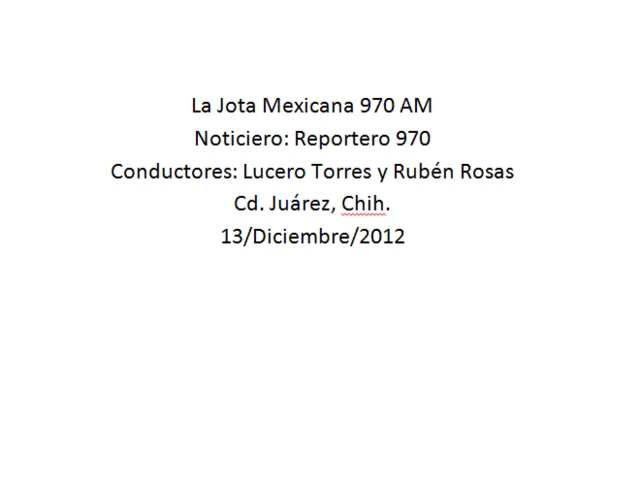 La Jota Mexicana 970 AM
Noticiero: Reportero 970
Conductores: Lucero Torres y Rubén Rosas
Cd. Juárez, Chih.
13/Diciembre/2012